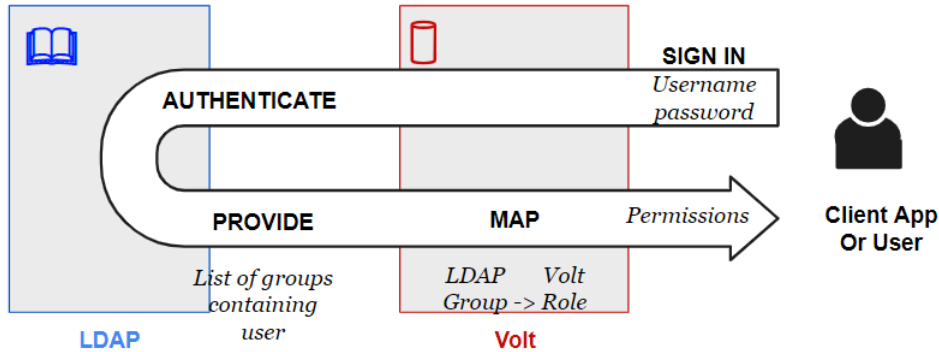 SIGN IN
Username
password
AUTHENTICATE
PROVIDE
MAP
Permissions
Client App
Or User
List of groups
containing
user
LDAP Volt
Group -> Role
LDAP
Volt